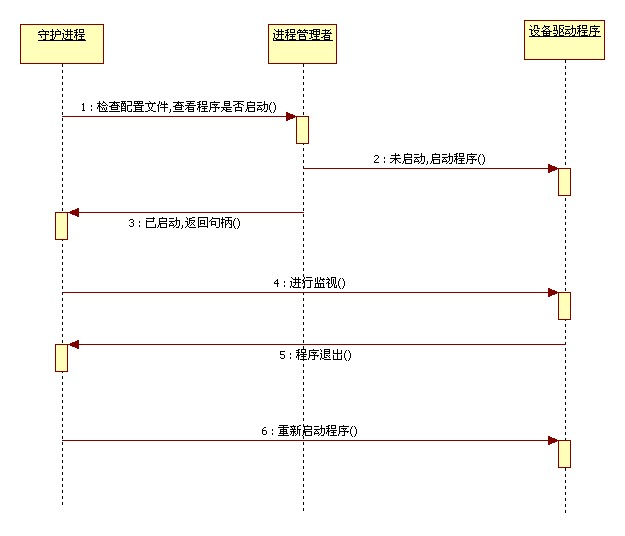 守护进程
进程管理者
设备驱动程序
1 : 检查配置文件,查看程序是否启动()
2 : 未启动,启动程序()
3 : 已启动,返回句柄()
4 : 进行监视()
5 : 程序退出()
6 : 重新启动程序()